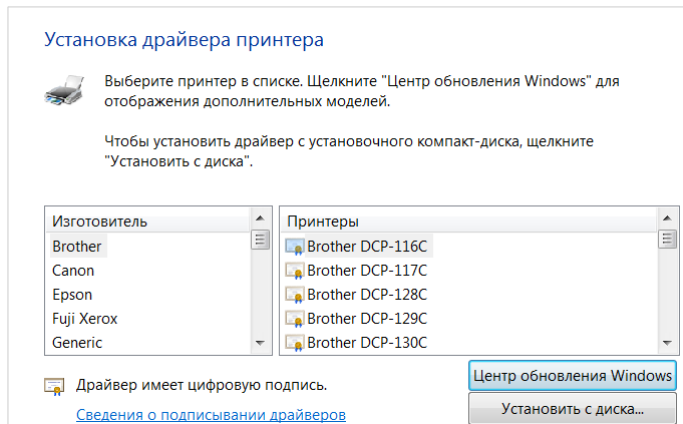 Установка драйвера принтера
Выберите принтер в списке. Щелкните "Центр обновления Windows" для
отображения дополнительных моделей.
Чтобы установить драйвер с установочного компакт-диска, щелкните
"Установить с диска".
Изготовитель
Brother
Canon
Epson
Fuji Xerox
Generic
Принтеры
Brother DCP-116C
Brother DCP-117C
Brother DCP-128C
Brother DCP-129C
Brother DCP-130C
Драйвер имеет цифровую подпись.
Сведения о подписывании драйверов
Центр обновления Windows
Установить с диска...